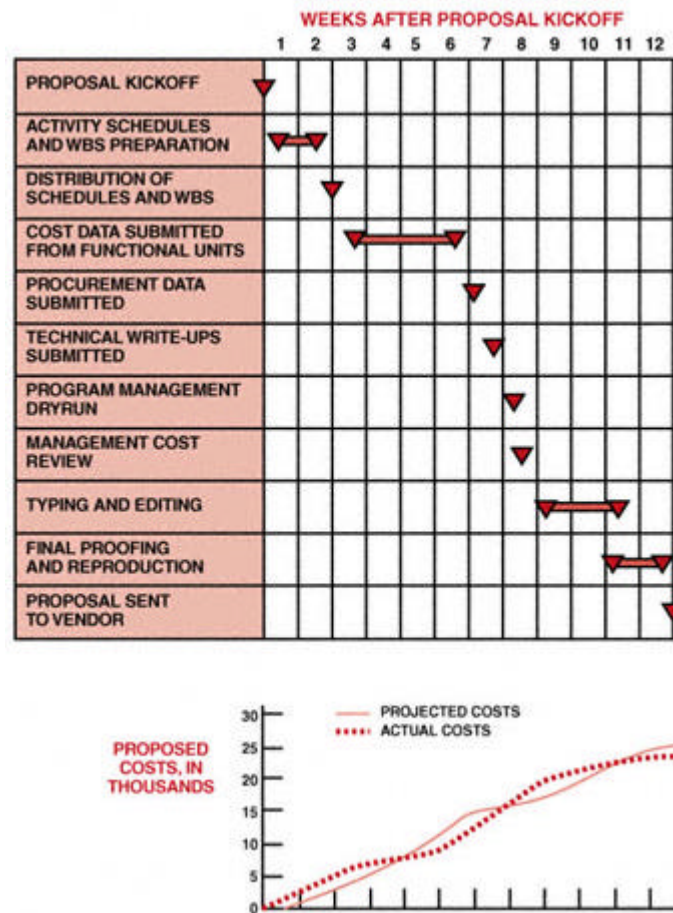 WEEKS AFTER PROPOSAL KICKOFF
1 2 3 4 5 6 7 8 9 10 11 12
PROPOSAL KICKOFF
ACTIVITY SCHEDULES
AND WBS PREPARATION
DISTRIBUTION OF
SCHEDULES AND WBS
COST DATA SUBMITTED
FROM FUNCTIONAL UNITS
PROCUREMENT DATA
SUBMITTED
TECHNICAL WRITE-UPS
SUBMITTED
PROGRAM MANAGEMENT
DRYRUN
MANAGEMENT COST
REVIEW
TYPING AND EDITING
FINAL PROOFING
AND REPRODUCTION
PROPOSAL SENT
TO VENDOR
PROPOSED
COSTS, IN
THOUSANDS
30
25
20
15
10
5
0
PROJECTED COSTS
ACTUAL COSTS